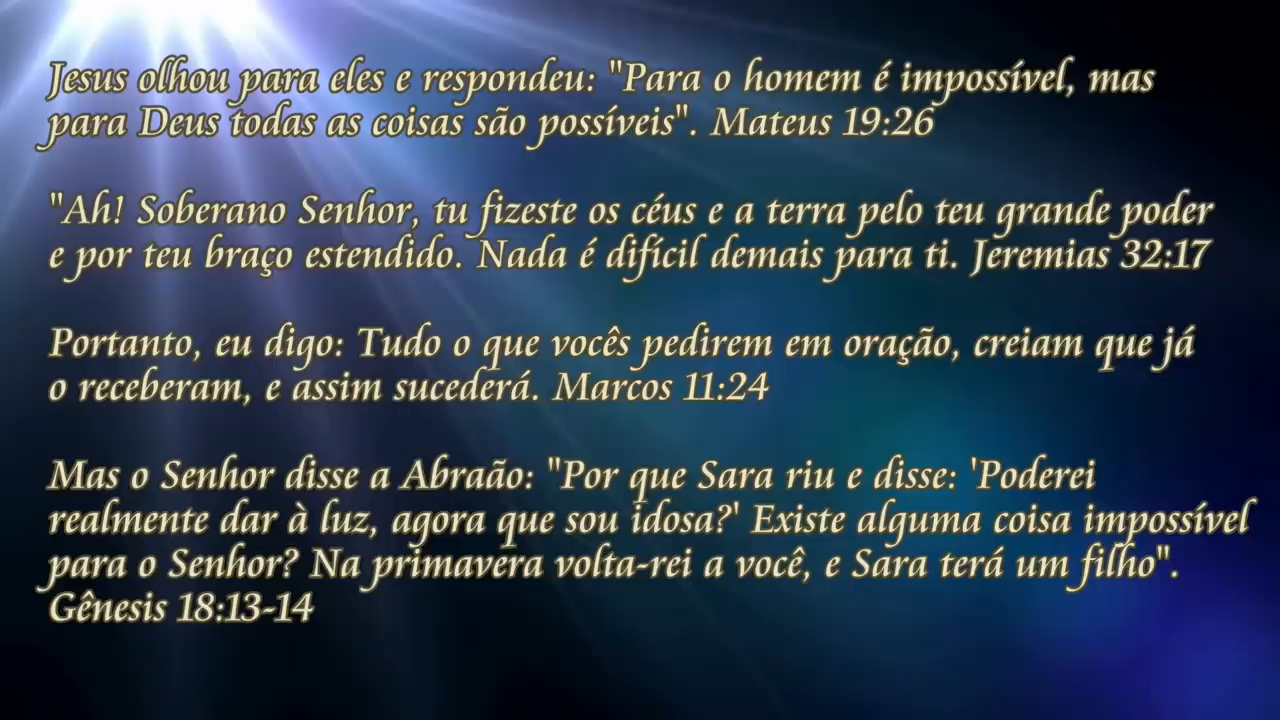 Jesus olhou para eles e respondeu: "Para o homem é impossível, mas
para Deus todas as coisas são possíveis". Mateus 19:26
"Ah! Soberano Senhor, tu fizeste os céus e a terra pelo teu grande poder
e por teu braço estendido. Nada é difícil demais para ti. Jeremias 32:17
Portanto, eu digo: Tudo o que vocês pedirem em oração, creiam que já
o receberam, e assim sucederá. Marcos 11:24
Mas o Senhor disse a Abraão: "Por que Sara riu e disse: 'Poderei
realmente dar à luz, agora que sou idosa?' Existe alguma coisa impossível
para o Senhor? Na primavera volta-rei a você, e Sara terá um filho".
Gênesis 18:13-14